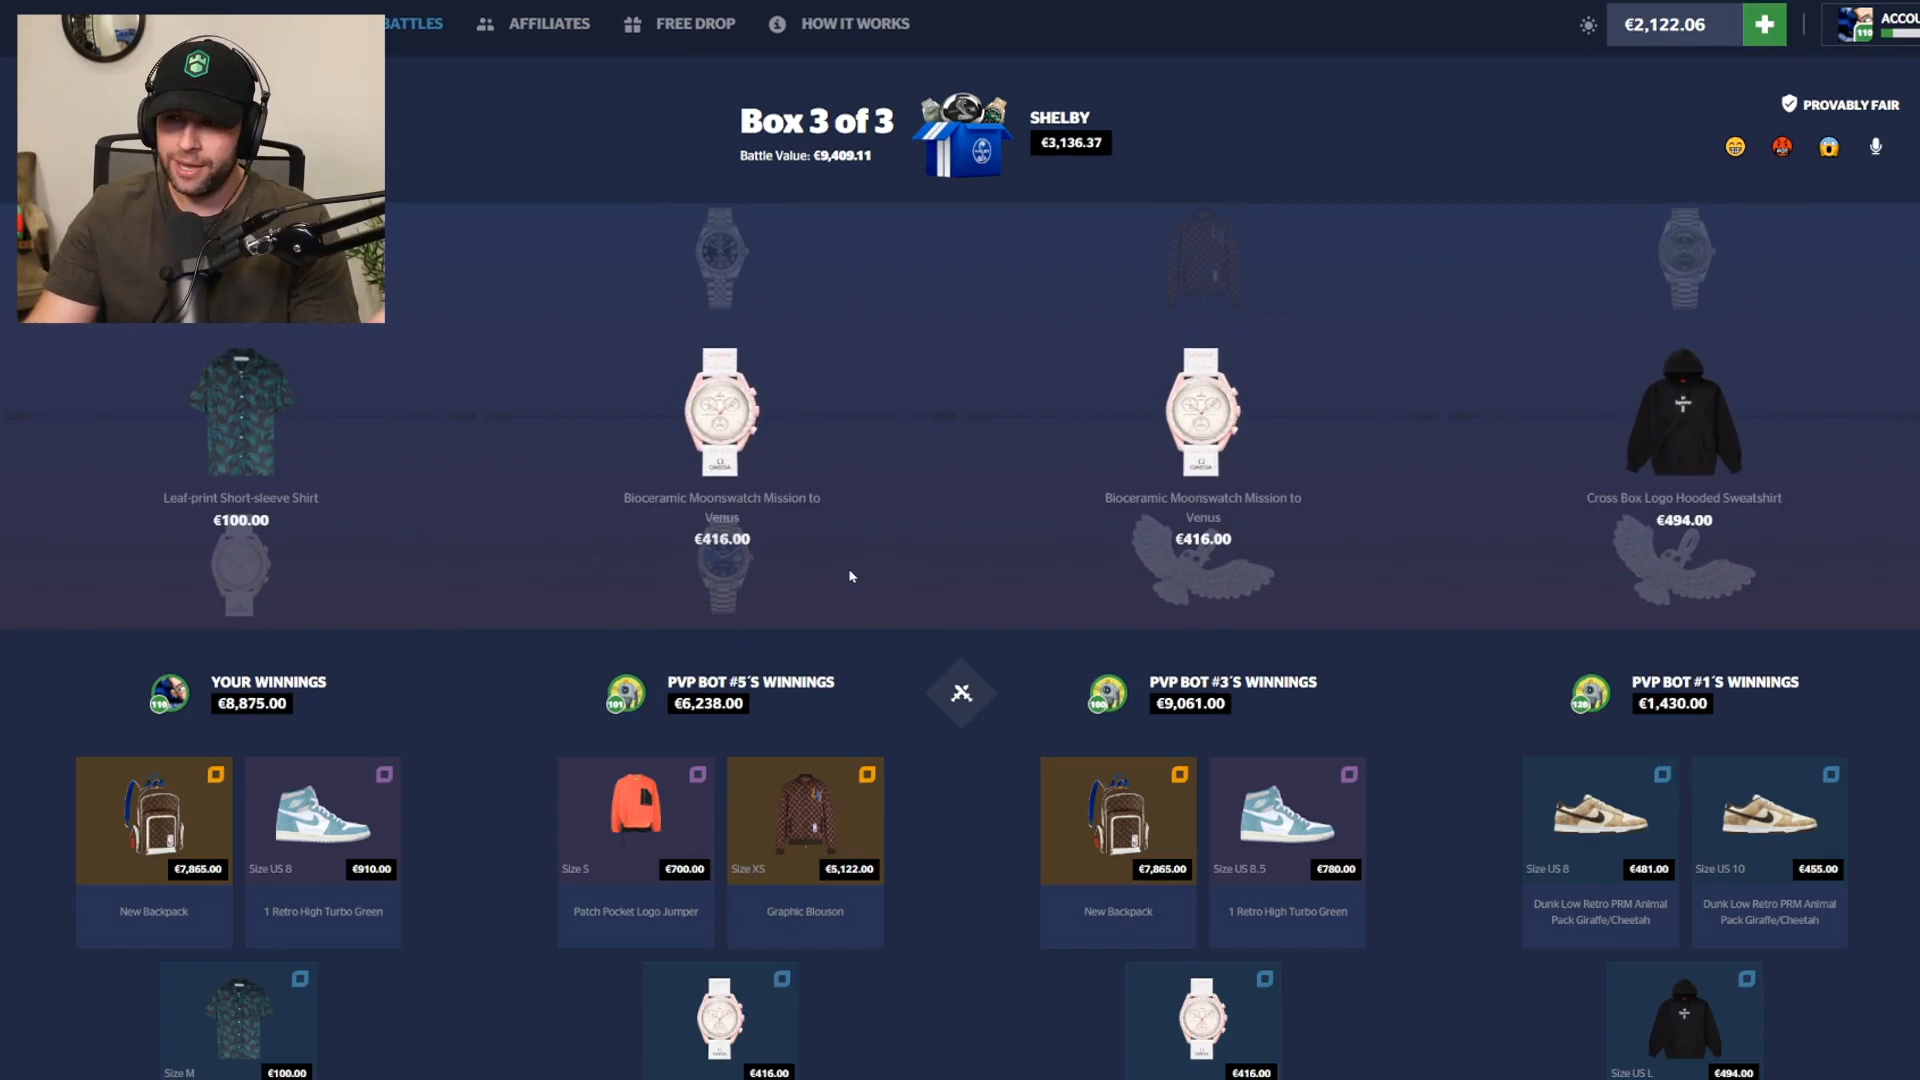 BATTLES
AFFILIATES
FREE DROP
HOW IT WORKS
€2,122.06
110
ACCOU
Box 3 of 3
Battle Value: €9,409.11
SHELBY
€3,136.37
PROVABLY FAIR
Leaf-print Short-sleeve Shirt
€100.00
OMEGA
Bioceramic Moonswatch Mission to
Venus
€416.00
OMEGA
Bioceramic Moonswatch Mission to
Venus
€416.00
Supreme
Cross Box Logo Hooded Sweatshirt
€494.00
110
YOUR WINNINGS
€8,875.00
101
PVP BOT #5´S WINNINGS
€6,238.00
100
PVP BOT #3´S WINNINGS
€9,061.00
120
PVP BOT #1´S WINNINGS
€1,430.00
€7,865.00
New Backpack
Size US 8
€910.00
1 Retro High Turbo Green
Size S
€700.00
Patch Pocket Logo Jumper
Size XS
€5,122.00
Graphic Blouson
€7,865.00
New Backpack
Size US 8.5
€780.00
1 Retro High Turbo Green
Size US 8
€481.00
Dunk Low Retro PRM Animal
Pack Giraffe/Cheetah
Size US 10
€455.00
Dunk Low Retro PRM Animal
Pack Giraffe/Cheetah
Size M
€100.00
€416.00
€416.00
Size US L
€494.00